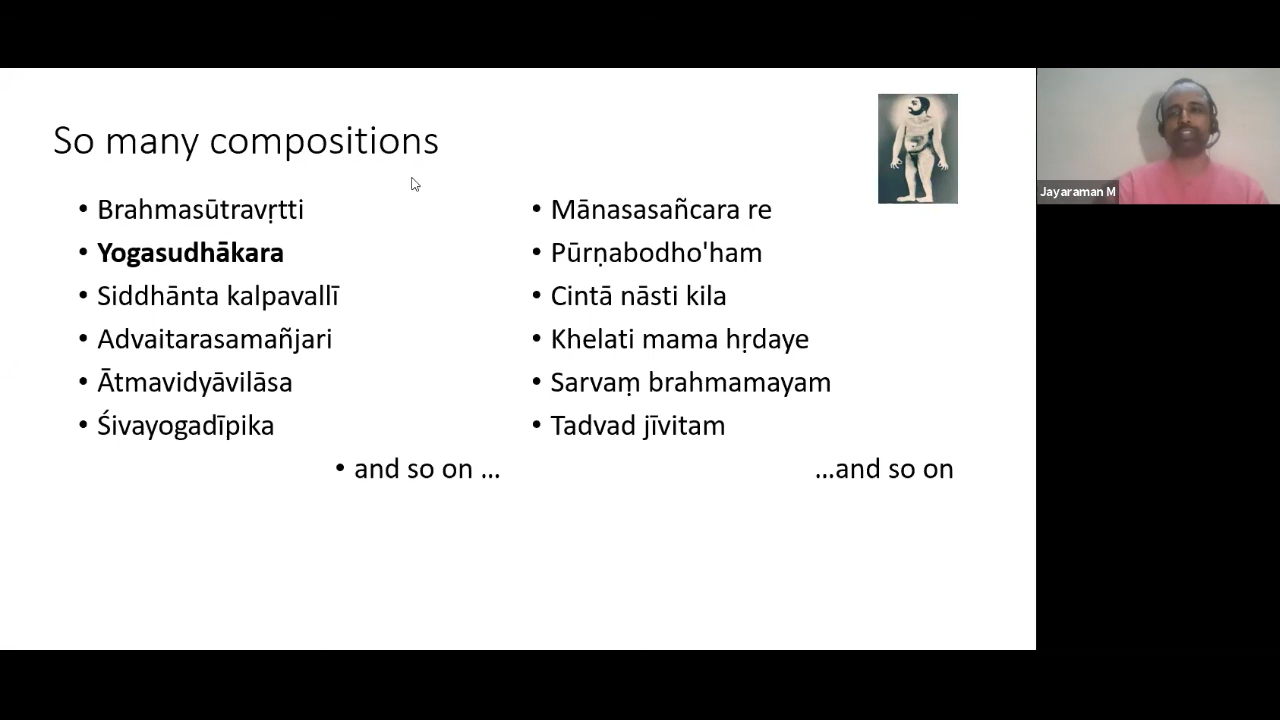 So many compositions
• Brahmasūtravṛtti
• Yogasudhākara
• Siddhānta kalpavallī
• Advaitarasamañjari
• Ātmavidyāvilāsa
• Śivayogadīpika
• and so on ...
• Mānasasañcara re
• Pūrṇabodho'ham
• Cintā nāsti kila
• Khelati mama hṛdaye
• Sarvaṃ brahmamayam
• Tadvad jīvitam
...and so on
Jayaraman M